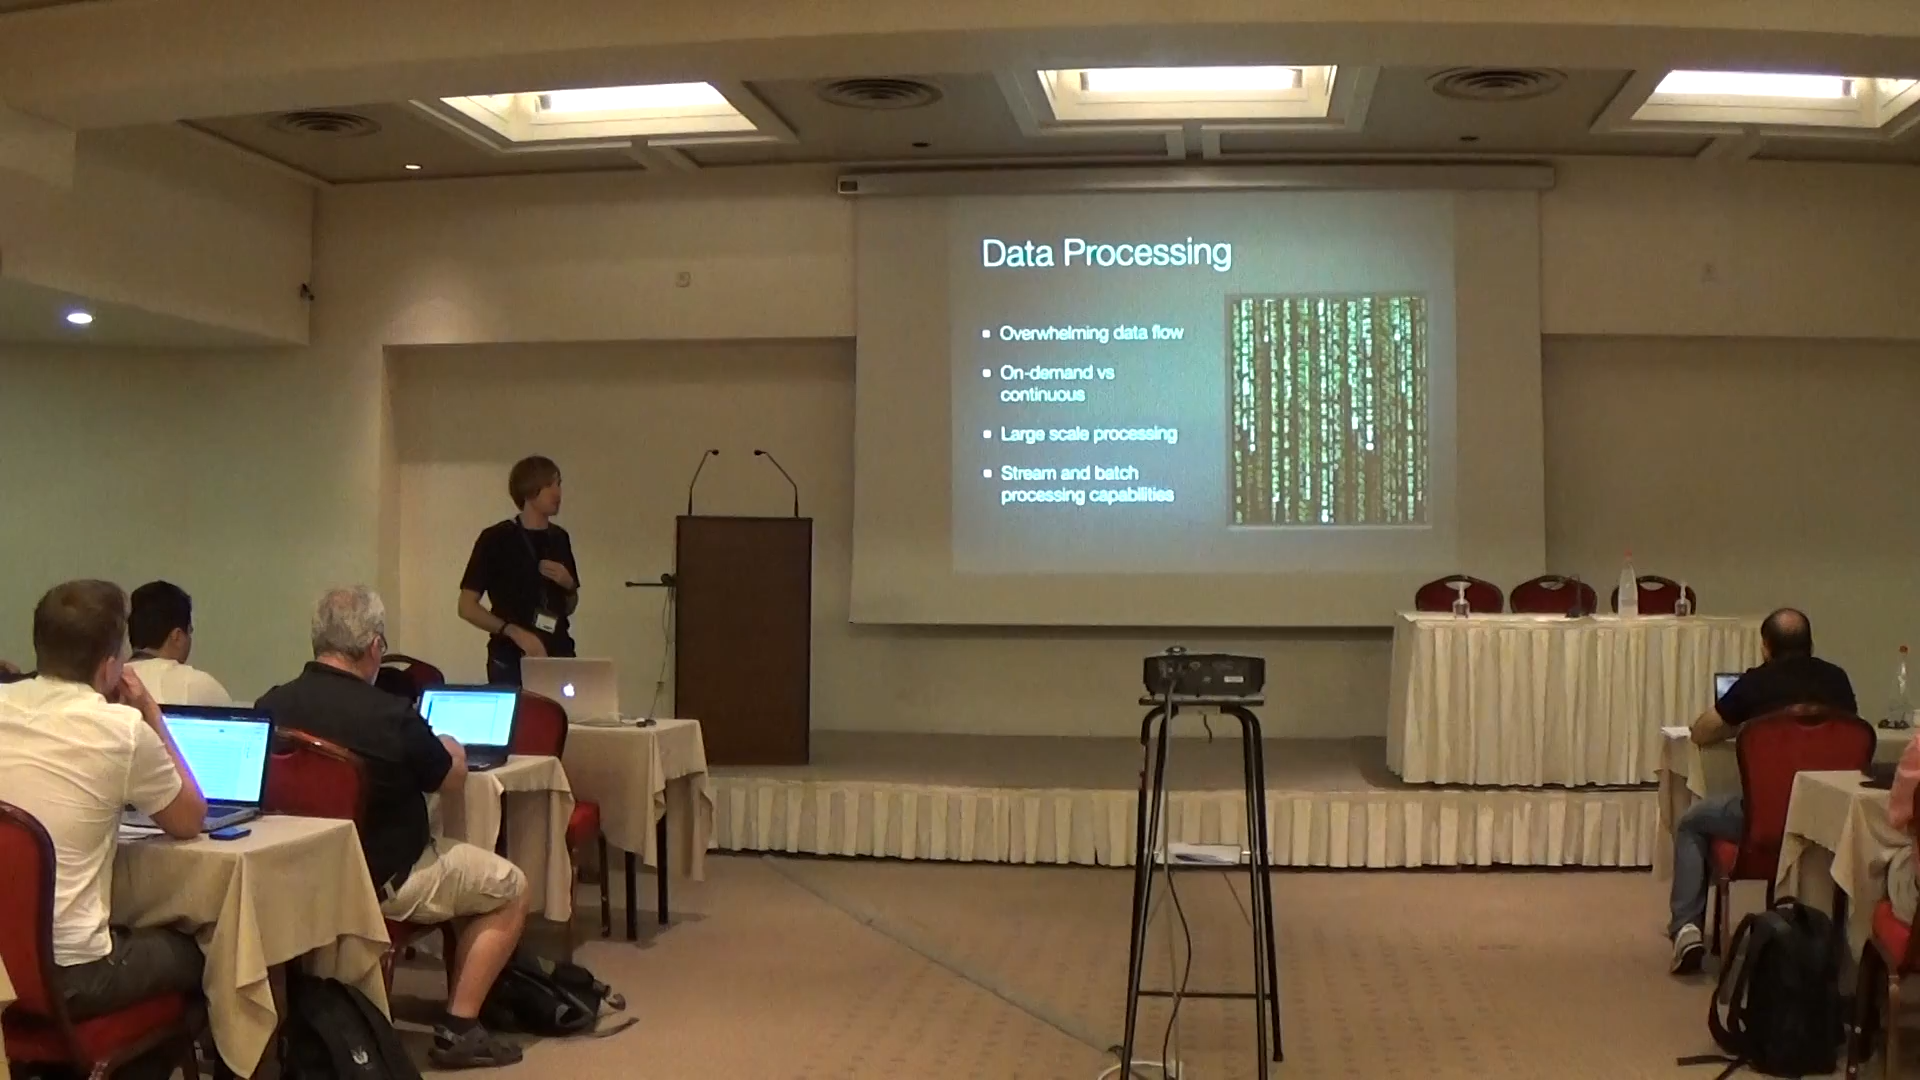 Data Processing
Overwhelming data flow
On-demand vs
continuous
Large scale processing
Stream and batch
processing capabilities